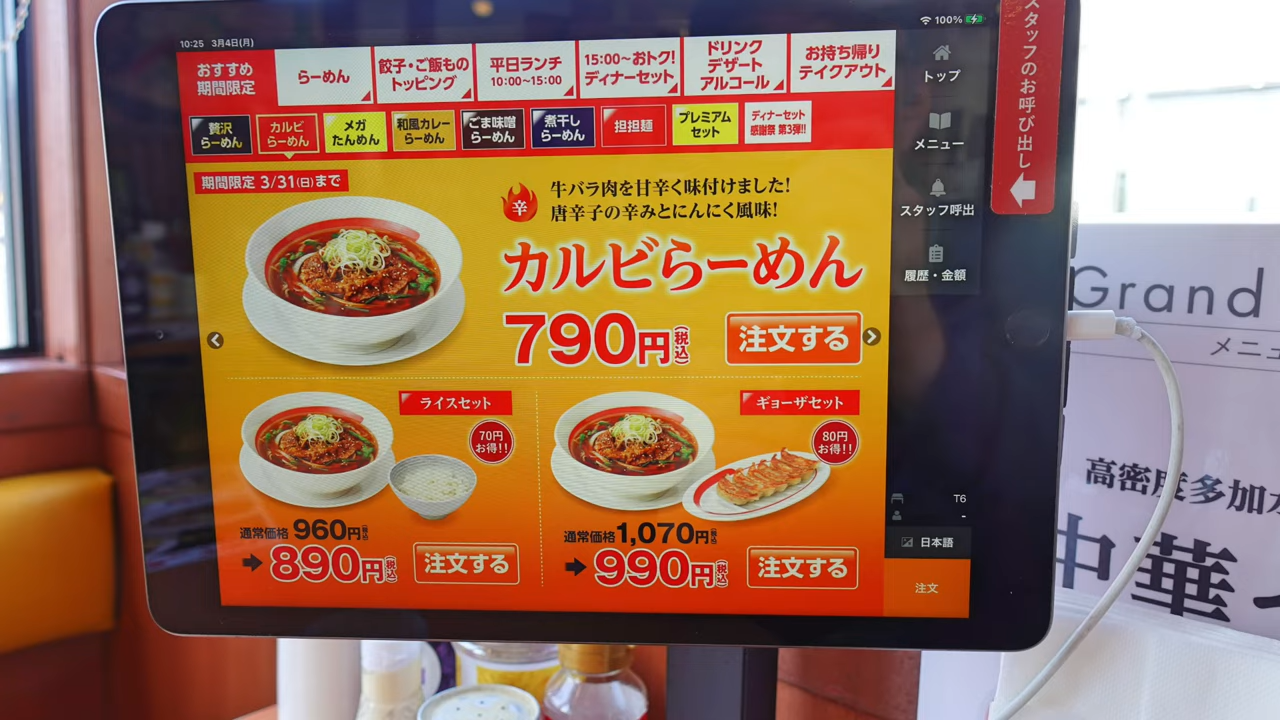 10:25 3月4日(月)
100%
おすすめ
期間限定
らーめん
餃子・ご飯もの
トッピング
平日ランチ
10:00~15:00
15:00~おトク!
ディナーセット
ドリンク
デザート
アルコール
お持ち帰り
テイクアウト
贅沢
らーめん
カルビ
らーめん
メガ
たんめん
和風カレー
らーめん
ごま味噌
らーめん
煮干し
らーめん
担担麺
プレミアム
セット
ディナーセット
感謝祭 第3弾!!
期間限定 3/31(日)まで
辛
牛バラ肉を甘辛く味付けました!
唐辛子の辛みとにんにく風味!
カルビらーめん
790円(税込)
注文する
ライスセット
70円
お得!!
通常価格 960円(税込)
890円(税込)
注文する
ギョーザセット
80円
お得!!
通常価格 1,070円(税込)
990円(税込)
注文する
トップ
メニュー
スタッフ呼出
履歴・金額
T6
-
日本語
注文
スタッフのお呼び出し
Grand
メニュ
高密度多加水
中華